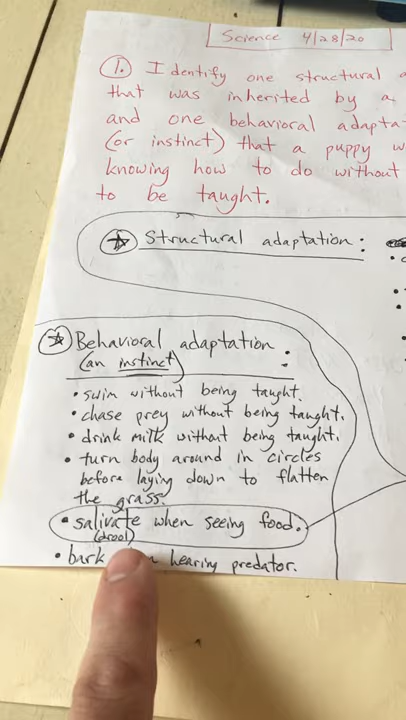 Science 4/28/20
1. Identify one structural a
that was inherited by a
and one behavioral adapta
(or instinct) that a puppy w
knowing how to do without
to be taught.
Structural adaptation:
Behavioral adaptation
(an instinct) :
• swim without being taught.
• chase prey without being taught.
• drink milk without being taught.
• turn body around in circles
before laying down to flatten
the grass.
• salivate when seeing food.
(drool)
• bark hearing predator.